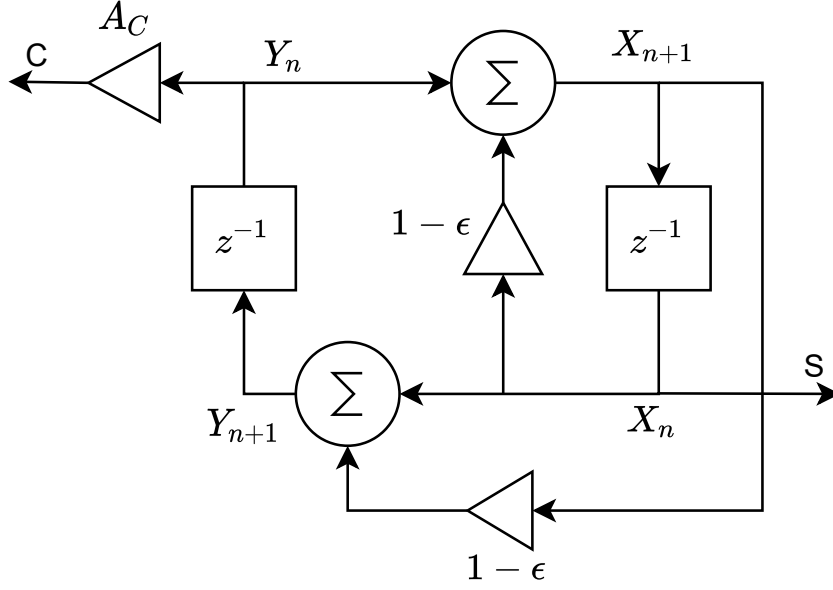 A_C
C
Y_n
Σ
X_{n+1}
z^{-1}
1 − ϵ
z^{-1}
S
Σ
Y_{n+1}
X_n
1 − ϵ